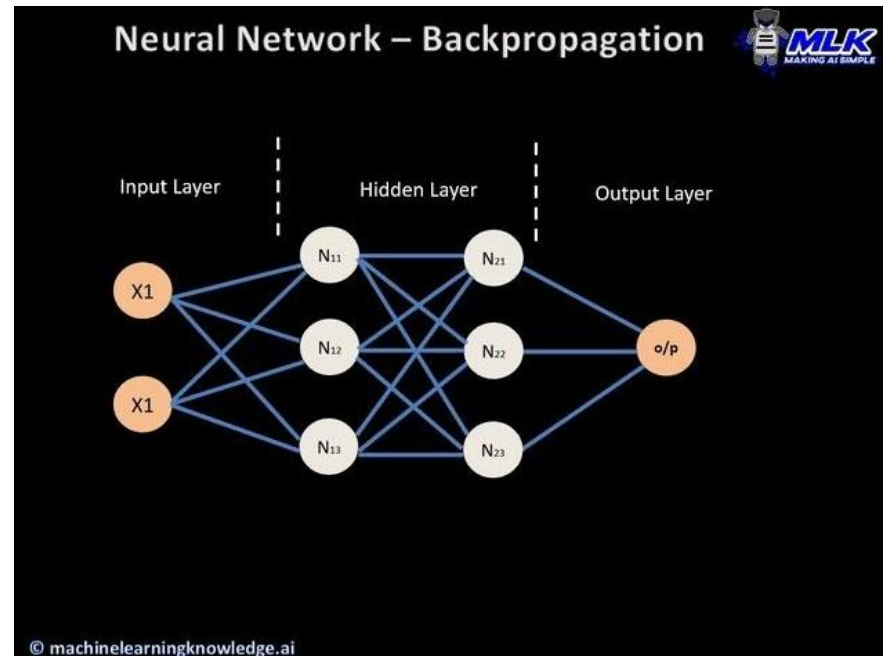 Neural Network – Backpropagation
MLK
MAKING AI SIMPLE
Input Layer
Hidden Layer
Output Layer
N₁₁
N₂₁
X1
N₁₂
N₂₂
o/p
X1
N₁₃
N₂₃
© machinelearningknowledge.ai